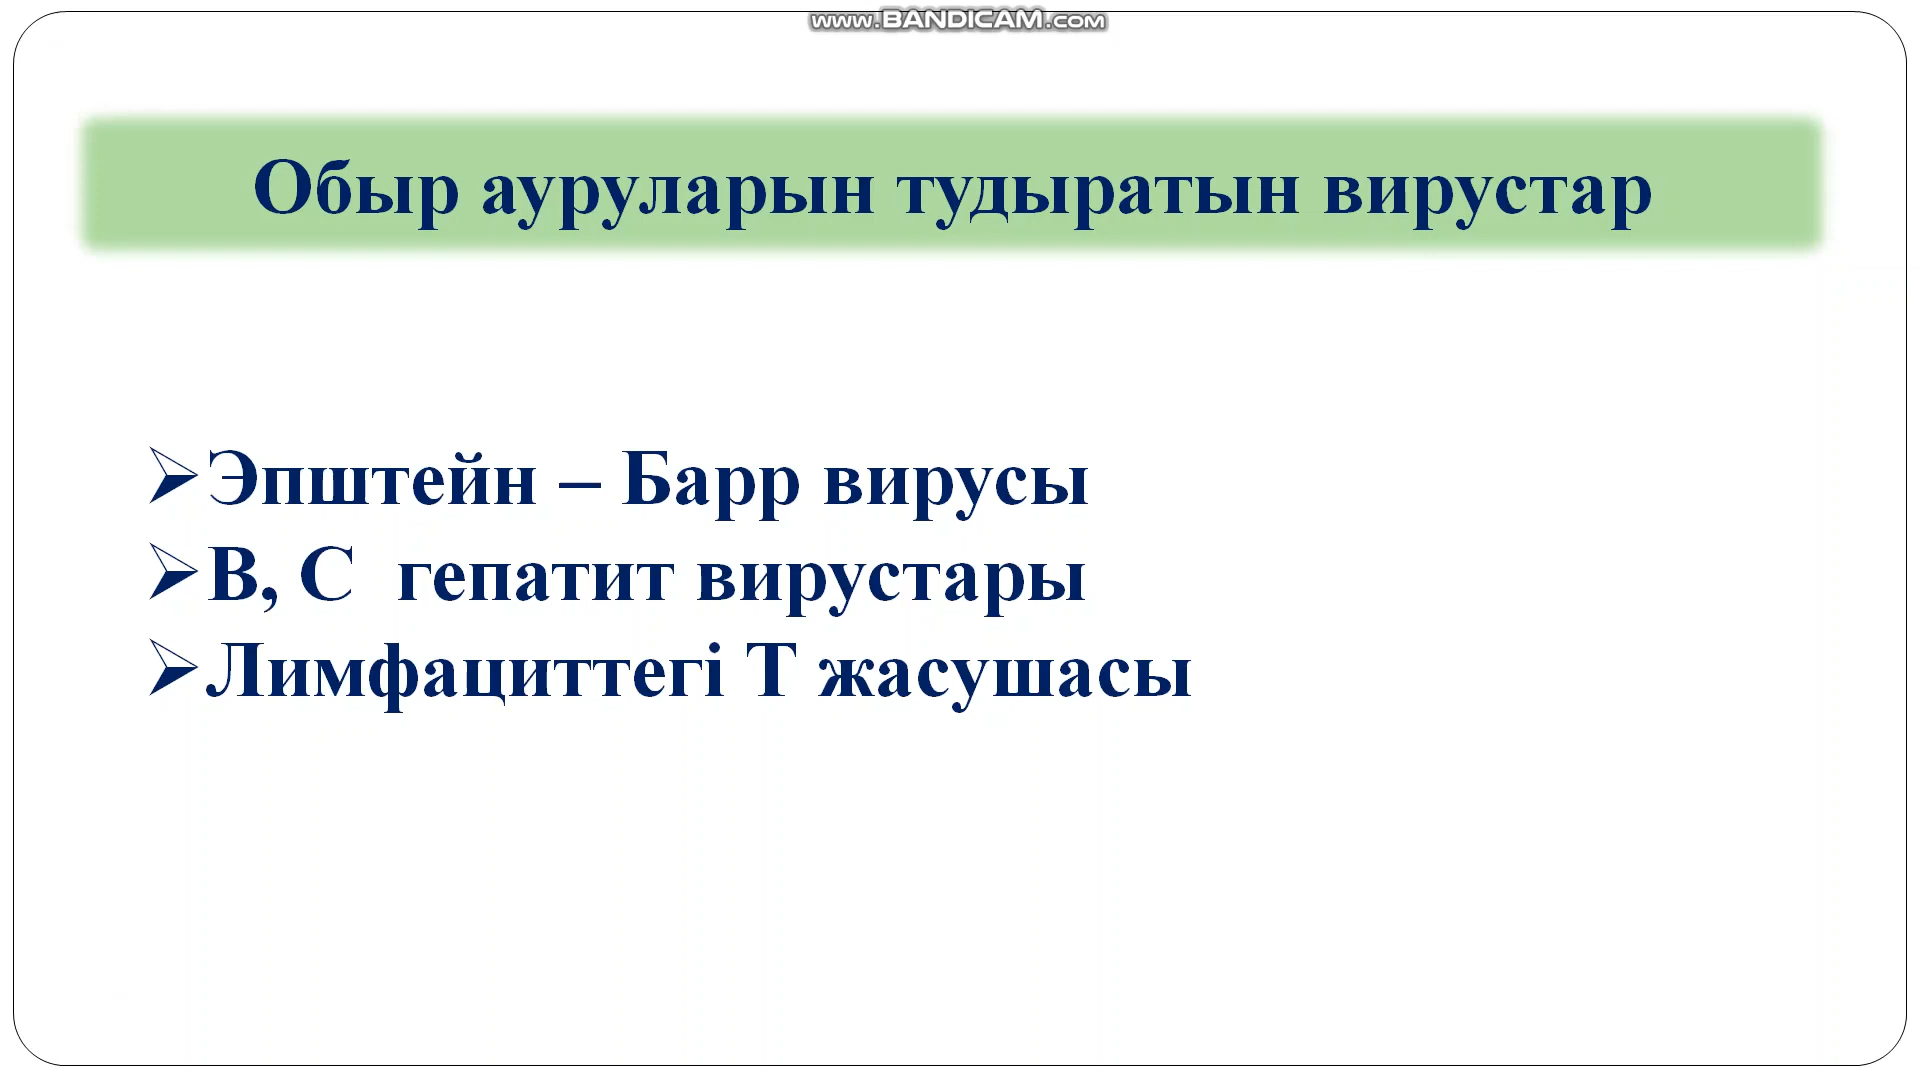 www.BANDICAM.com
Обыр ауруларын тудыратын вирустар
Эпштейн – Барр вирусы
В, С гепатит вирустары
Лимфациттегі Т жасушасы